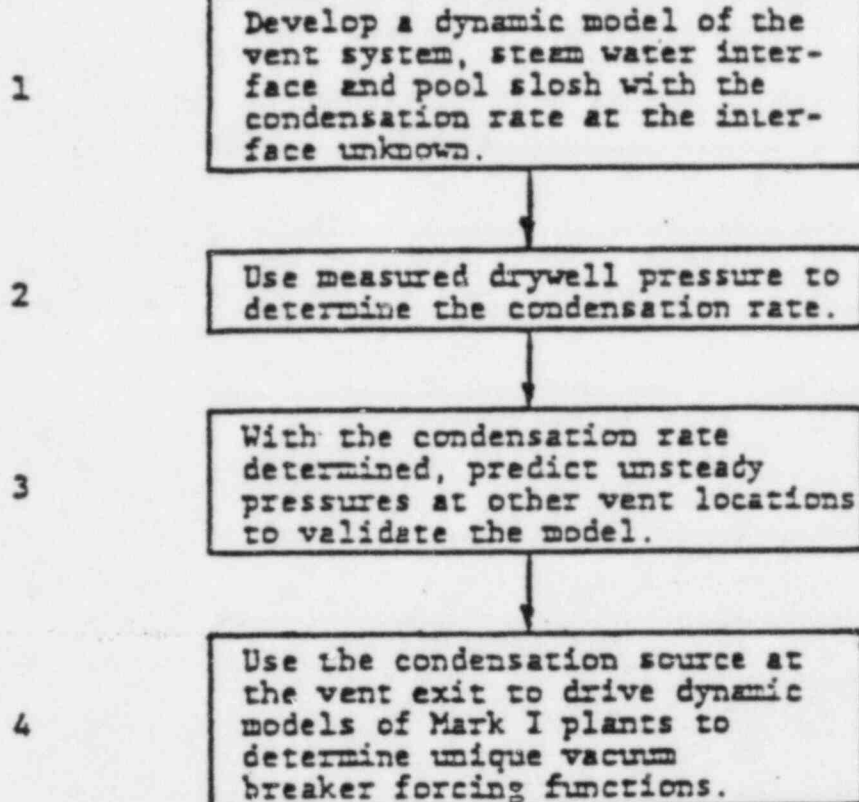 1
Develop a dynamic model of the
vent system, steam water inter-
face and pool slosh with the
condensation rate at the inter-
face unknown.
2
Use measured drywell pressure to
determine the condensation rate.
3
With the condensation rate
determined, predict unsteady
pressures at other vent locations
to validate the model.
4
Use the condensation source at
the vent exit to drive dynamic
models of Mark I plants to
determine unique vacuum
breaker forcing functions.